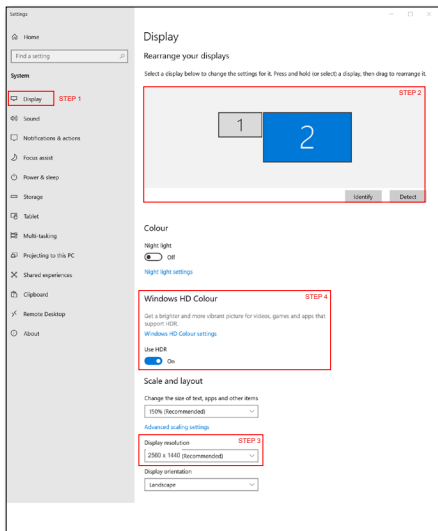 Settings
Home
Find a setting
System
Display STEP 1
Sound
Notifications & actions
Focus assist
Power & sleep
Storage
Tablet
Multi-tasking
Projecting to this PC
Shared experiences
Clipboard
Remote Desktop
About
Display
Rearrange your displays
Select a display below to change the settings for it. Press and hold (or select) a display, then drag to rearrange it.
STEP 2
1
2
Identify Detect
Colour
Night light
Off
Night light settings
Windows HD Colour STEP 4
Get a brighter and more vibrant picture for videos, games and apps that
support HDR.
Windows HD Colour settings
Use HDR
On
Scale and layout
Change the size of text, apps and other items
150% (Recommended)
Advanced scaling settings
Display resolution STEP 3
2560 x 1440 (Recommended)
Display orientation
Landscape